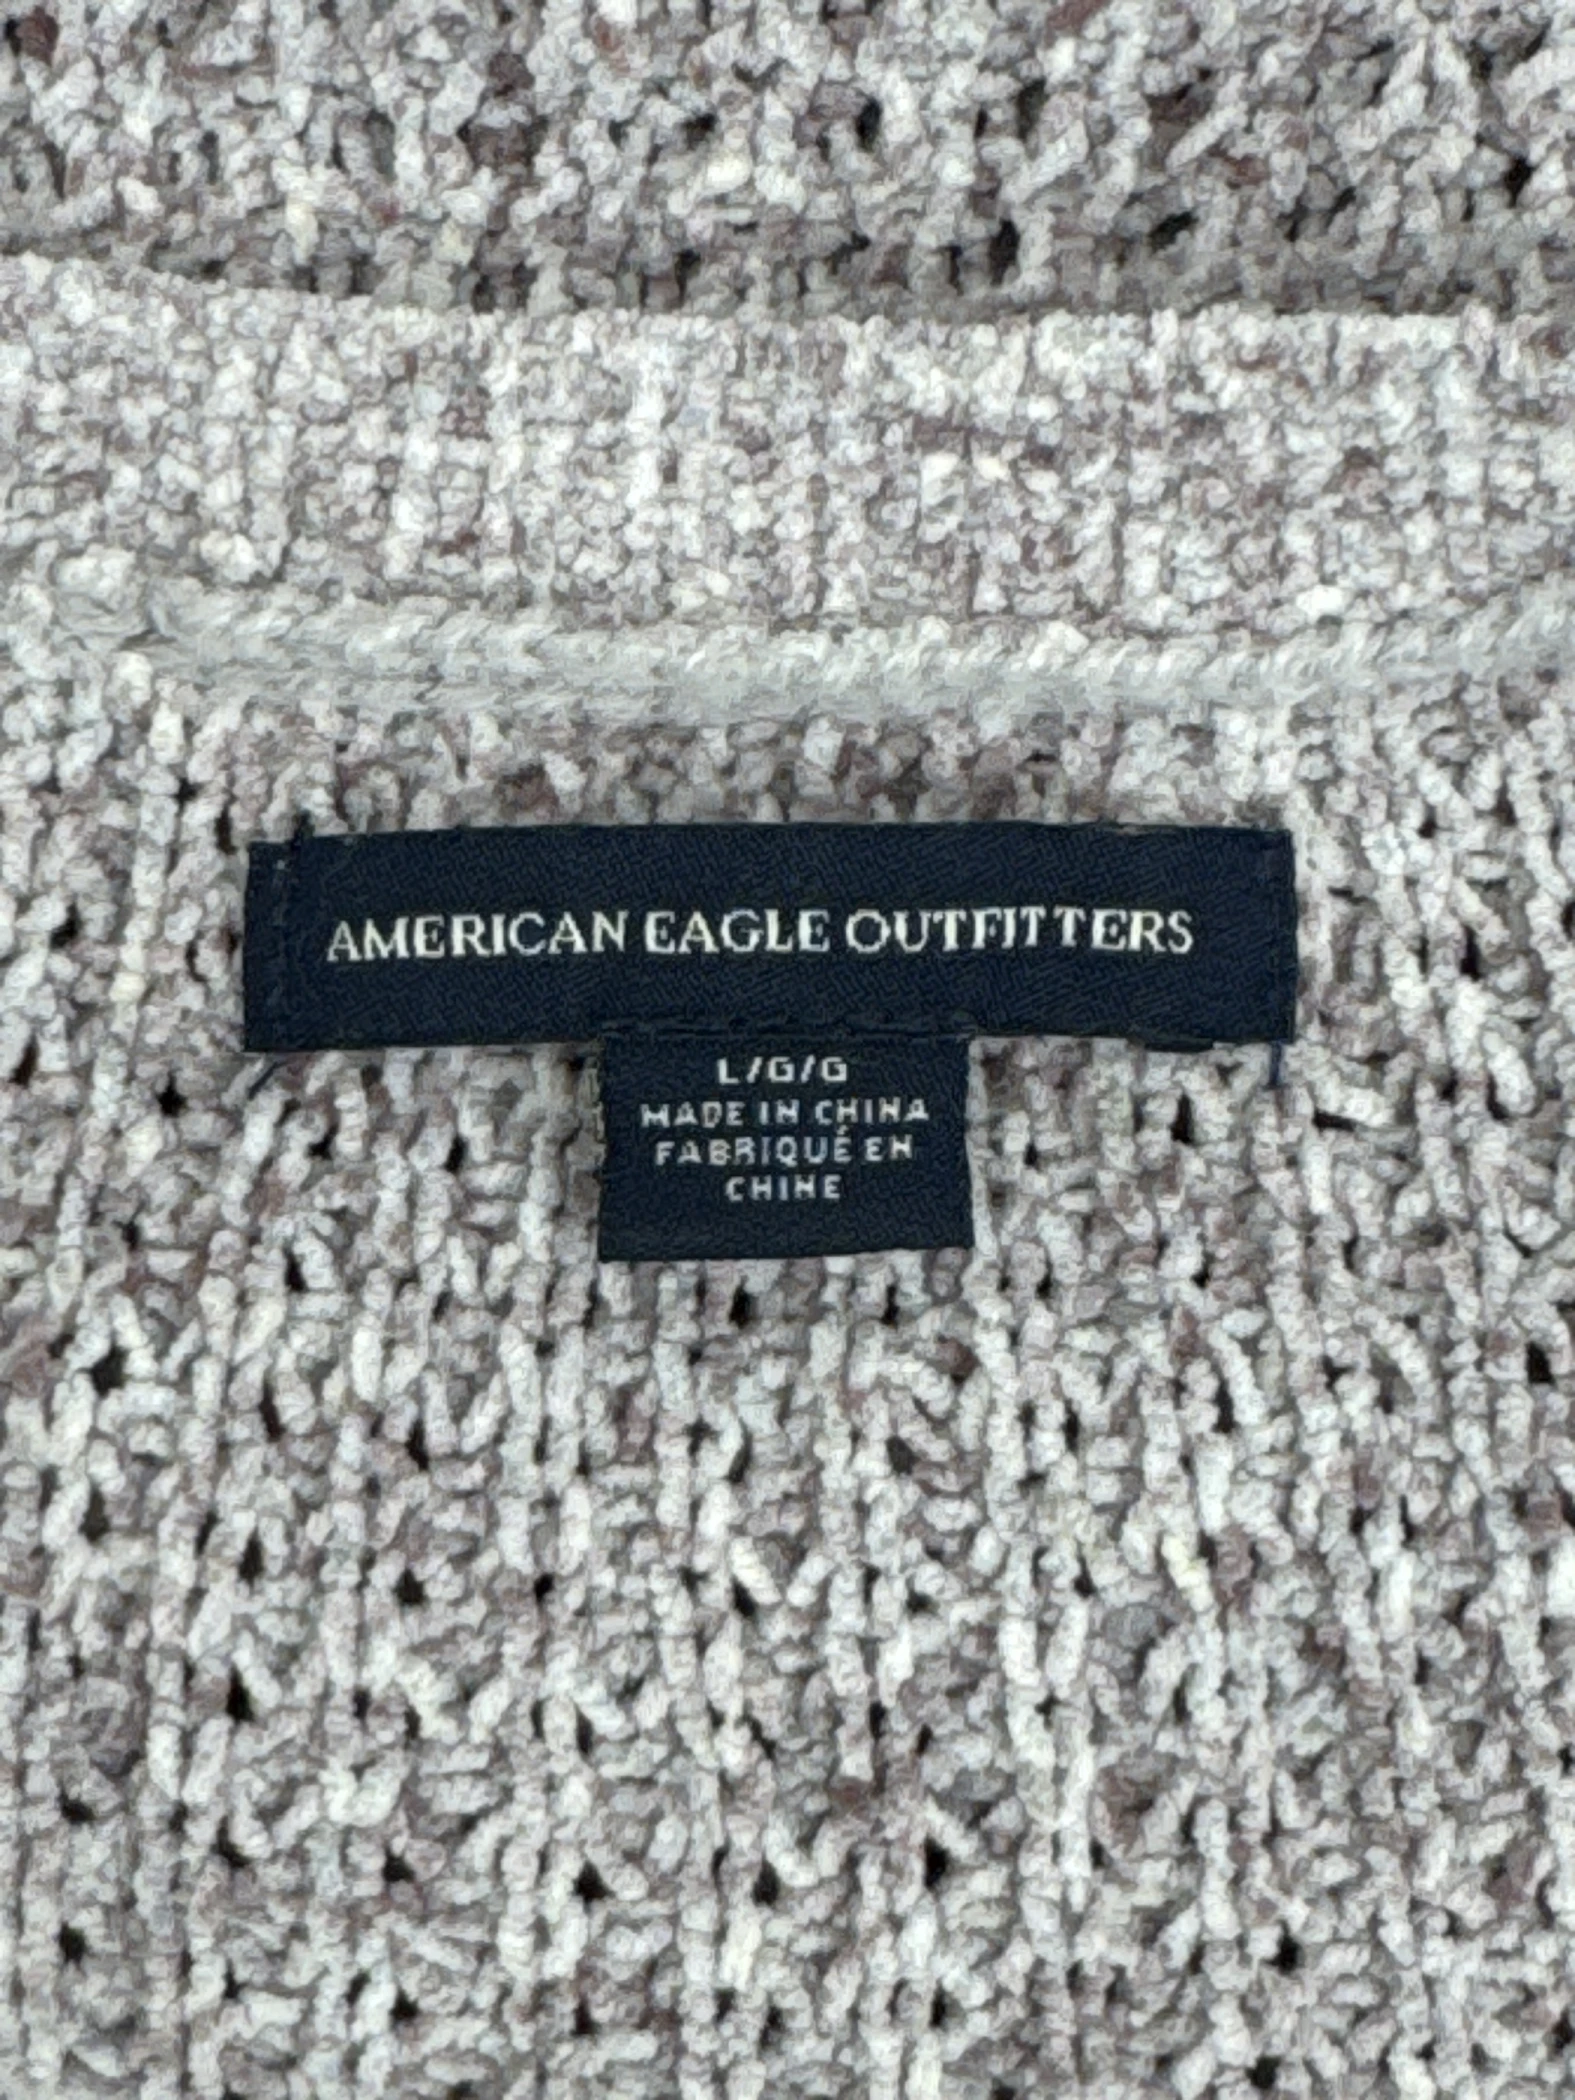 AMERICAN EAGLE OUTFITTERS
L/G/G
MADE IN CHINA
FABRIQUÉ EN
CHINE